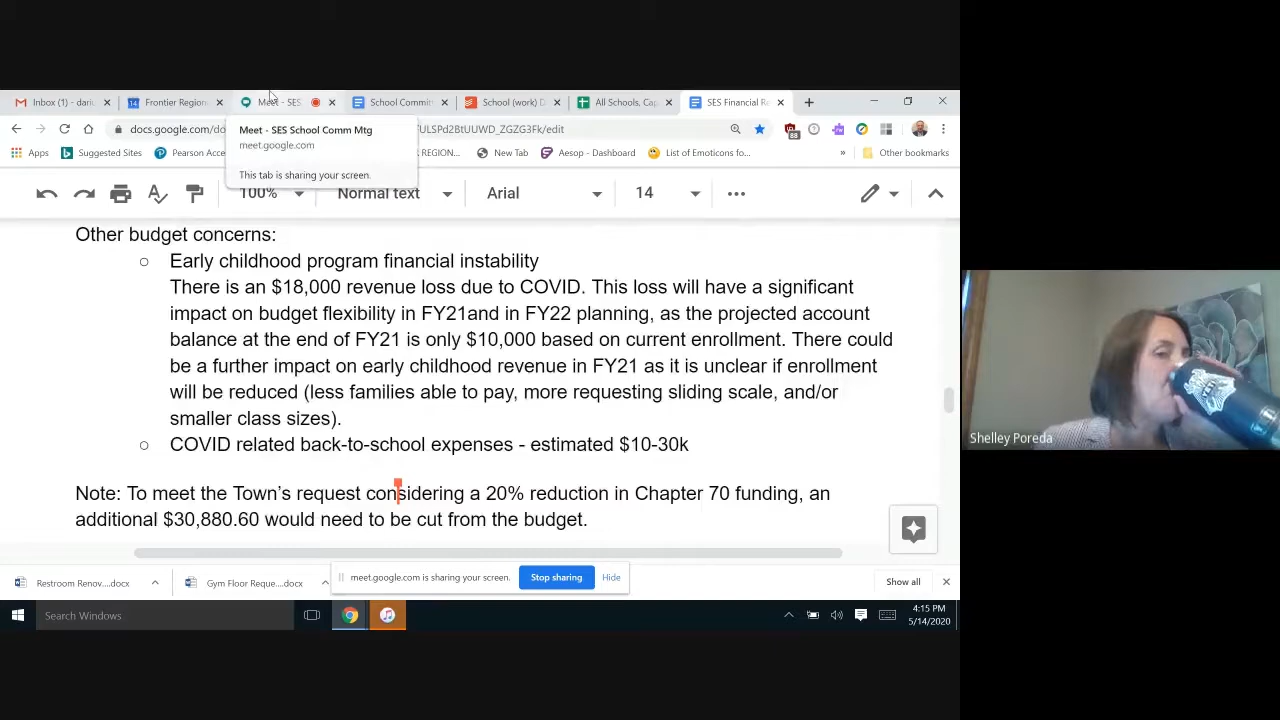 Inbox (1) - dari
Frontier Region
Meet - SES
School Committ
School (work) D
All Schools, Cap
SES Financial Re
docs.google.com/do
ULSPd2BtUUWD_ZGZG3Fk/edit
Meet - SES School Comm Mtg
meet.google.com
This tab is sharing your screen.
Apps
Suggested Sites
Pearson Acce
REGION...
New Tab
Aesop - Dashboard
List of Emoticons fo
»
Other bookmarks
100%
Normal text
Arial
14
Other budget concerns:
○ Early childhood program financial instability
There is an $18,000 revenue loss due to COVID. This loss will have a significant
impact on budget flexibility in FY21and in FY22 planning, as the projected account
balance at the end of FY21 is only $10,000 based on current enrollment. There could
be a further impact on early childhood revenue in FY21 as it is unclear if enrollment
will be reduced (less families able to pay, more requesting sliding scale, and/or
smaller class sizes).
○ COVID related back-to-school expenses - estimated $10-30k
Note: To meet the Town's request considering a 20% reduction in Chapter 70 funding, an
additional $30,880.60 would need to be cut from the budget.
Shelley Poreda
Restroom Renov....docx
Gym Floor Reque....docx
meet.google.com is sharing your screen.
Stop sharing
Hide
Show all
Search Windows
4:15 PM
5/14/2020